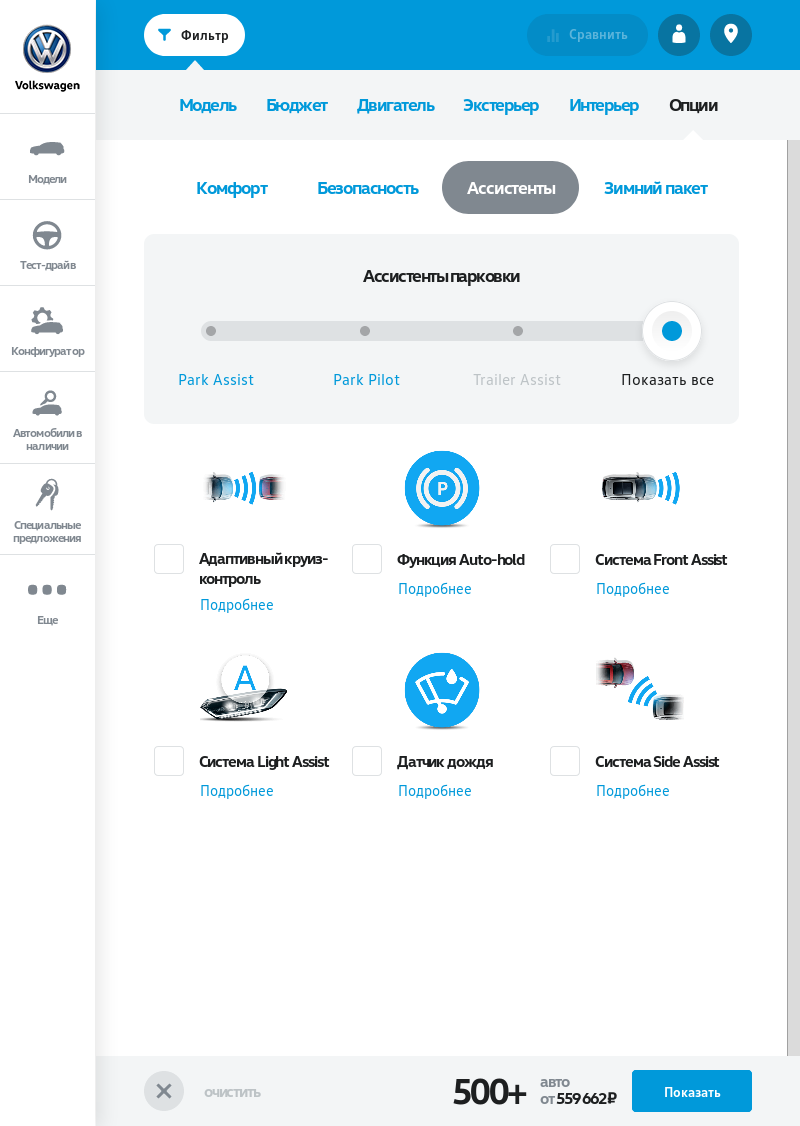 Volkswagen
Модели
Тест-драйв
Конфигуратор
Автомобили в
наличии
Специальные
предложения
Еще
Фильтр
Сравнить
Модель Бюджет Двигатель Экстерьер Интерьер Опции
Комфорт Безопасность Ассистенты Зимний пакет
Ассистенты парковки
Park Assist Park Pilot Trailer Assist Показать все
P
Адаптивный круиз-
контроль
Подробнее
Функция Auto-hold
Подробнее
Система Front Assist
Подробнее
A
Система Light Assist
Подробнее
Датчик дождя
Подробнее
Система Side Assist
Подробнее
очистить
500+
авто
от 559 662 ₽
Показать